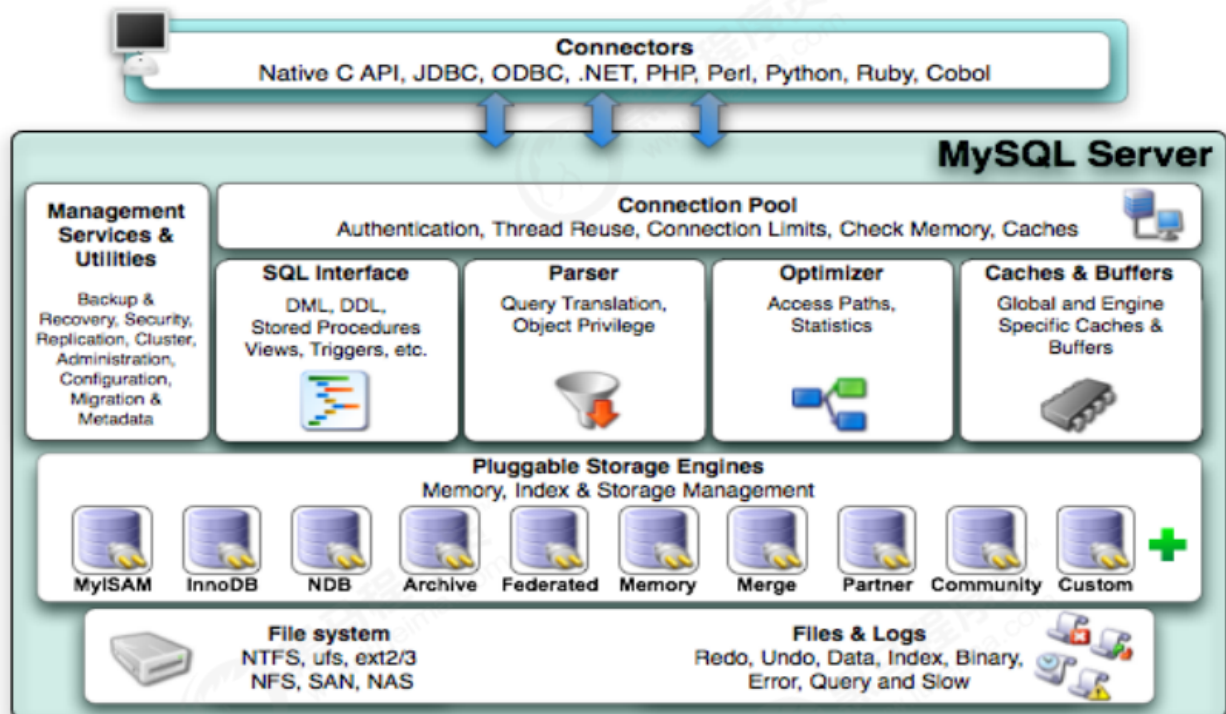 Connectors
Native C API, JDBC, ODBC, .NET, PHP, Perl, Python, Ruby, Cobol
MySQL Server
Management
Services &
Utilities
Backup &
Recovery, Security,
Replication, Cluster,
Administration,
Configuration,
Migration &
Metadata
Connection Pool
Authentication, Thread Reuse, Connection Limits, Check Memory, Caches
SQL Interface
DML, DDL,
Stored Procedures
Views, Triggers, etc.
Parser
Query Translation,
Object Privilege
Optimizer
Access Paths,
Statistics
Caches & Buffers
Global and Engine
Specific Caches &
Buffers
Pluggable Storage Engines
Memory, Index & Storage Management
MyISAM
InnoDB
NDB
Archive
Federated
Memory
Merge
Partner
Community
Custom
File system
NTFS, ufs, ext2/3
NFS, SAN, NAS
Files & Logs
Redo, Undo, Data, Index, Binary,
Error, Query and Slow